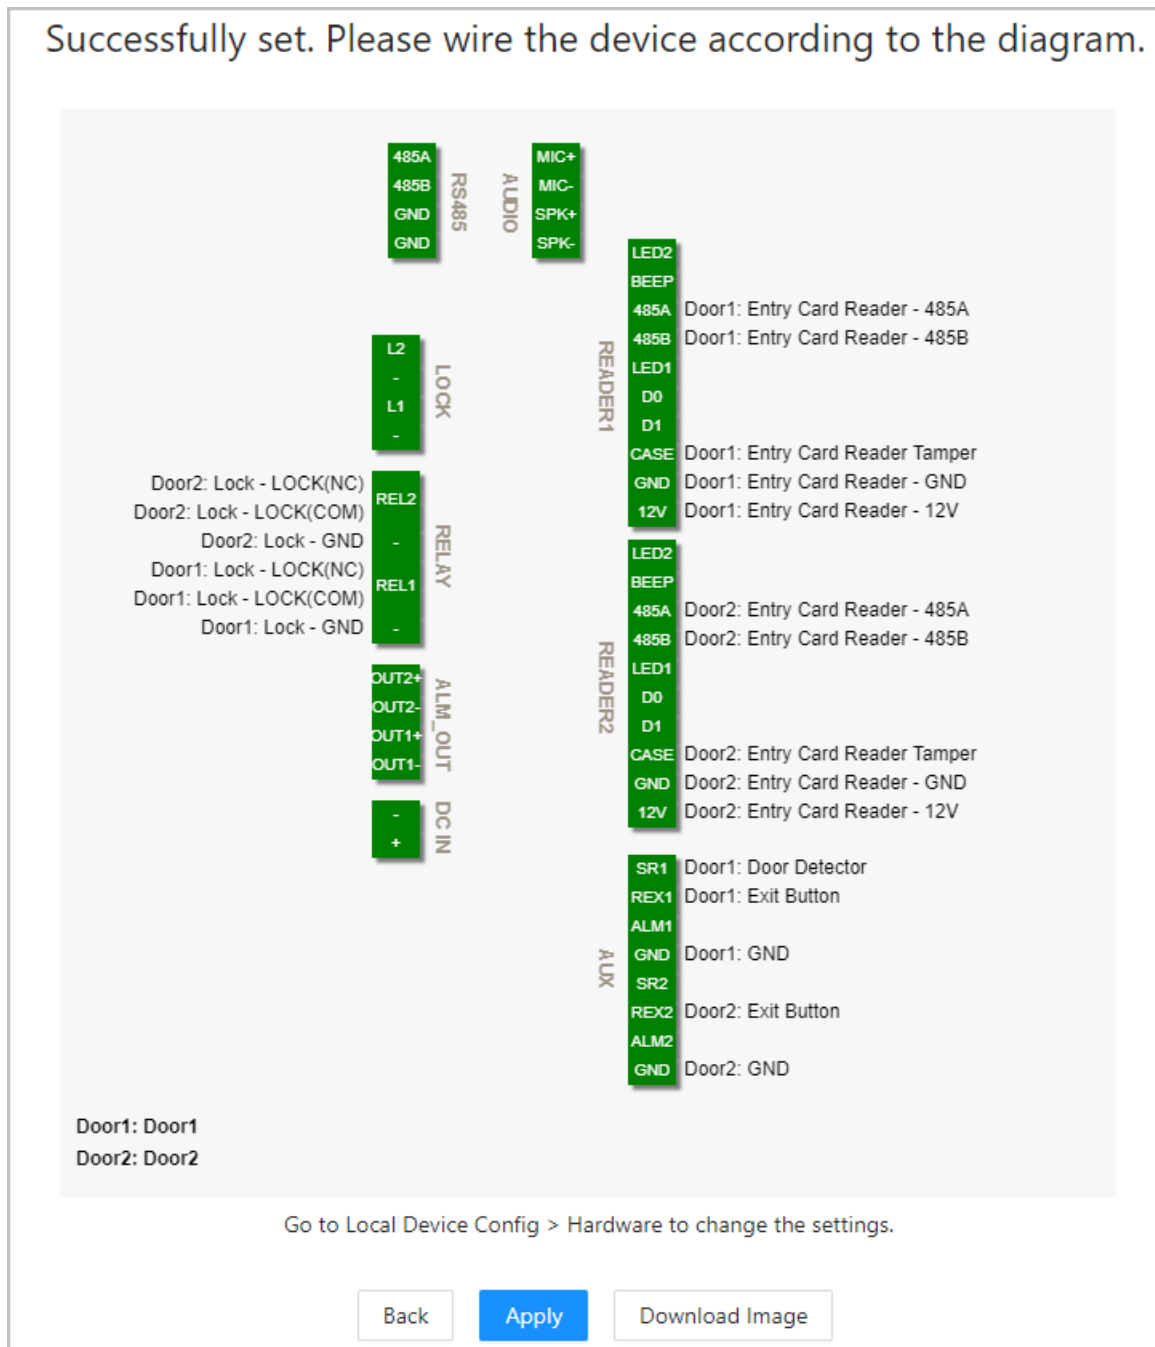 Successfully set. Please wire the device according to the diagram.
485A
485B
GND
GND
RS485
AUDIO
MIC+
MIC-
SPK+
SPK-
L2
-
L1
-
LOCK
Door2: Lock - LOCK(NC)
Door2: Lock - LOCK(COM)
REL2
Door2: Lock - GND -
Door1: Lock - LOCK(NC)
Door1: Lock - LOCK(COM)
REL1
Door1: Lock - GND -
RELAY
OUT2+
OUT2-
OUT1+
OUT1-
ALM_OUT
-
+
DC IN
READER1
LED2
BEEP
485A Door1: Entry Card Reader - 485A
485B Door1: Entry Card Reader - 485B
LED1
D0
D1
CASE Door1: Entry Card Reader Tamper
GND Door1: Entry Card Reader - GND
12V Door1: Entry Card Reader - 12V
READER2
LED2
BEEP
485A Door2: Entry Card Reader - 485A
485B Door2: Entry Card Reader - 485B
LED1
D0
D1
CASE Door2: Entry Card Reader Tamper
GND Door2: Entry Card Reader - GND
12V Door2: Entry Card Reader - 12V
AUX
SR1 Door1: Door Detector
REX1 Door1: Exit Button
ALM1
GND Door1: GND
SR2
REX2 Door2: Exit Button
ALM2
GND Door2: GND
Door1: Door1
Door2: Door2
Go to Local Device Config > Hardware to change the settings.
Back Apply Download Image